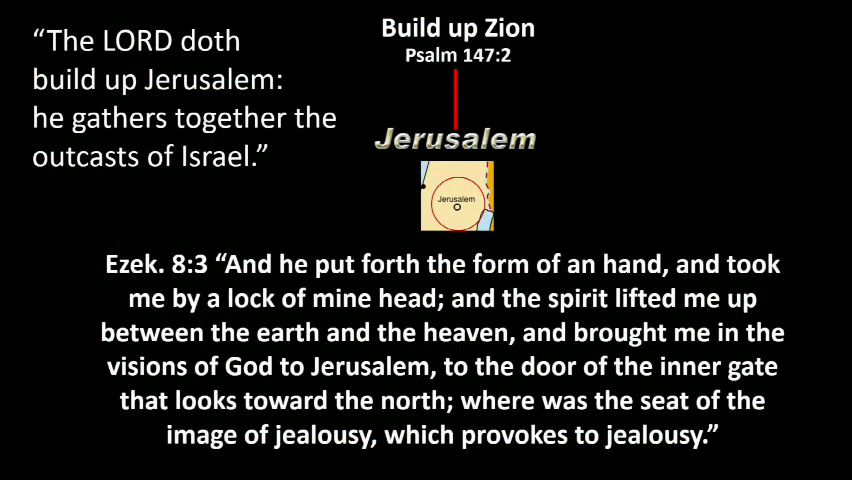 “The LORD doth
build up Jerusalem:
he gathers together the
outcasts of Israel.”
Build up Zion
Psalm 147:2
Jerusalem
Jerusalem
Ezek. 8:3 “And he put forth the form of an hand, and took
me by a lock of mine head; and the spirit lifted me up
between the earth and the heaven, and brought me in the
visions of God to Jerusalem, to the door of the inner gate
that looks toward the north; where was the seat of the
image of jealousy, which provokes to jealousy.”